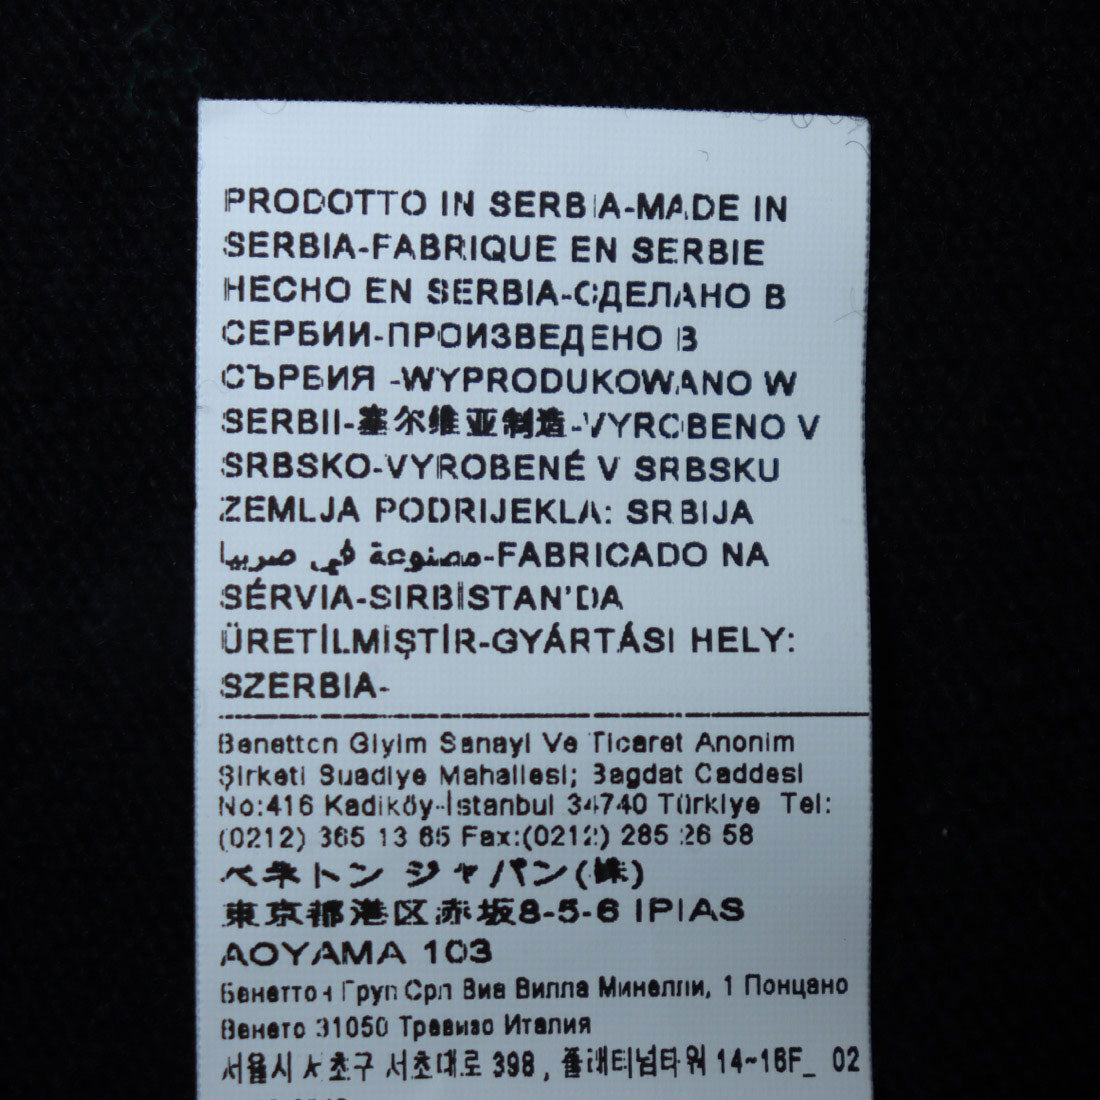 PRODOTTO IN SERBIA-MADE IN
SERBIA-FABRIQUE EN SERBIE
HECHO EN SERBIA-СДЕЛАНО В
СЕРБИИ-ПРОИЗВЕДЕНО В
СЪРБИЯ -WYPRODUKOWANO W
SERBII-塞尔维亚制造-VYROBENO V
SRBSKO-VYROBENÉ V SRBSKU
ZEMLJA PODRIJEKLA: SRBIJA
مصنوعة في صربيا-FABRICADO NA
SÉRVIA-SIRBİSTAN'DA
ÜRETİLMİŞTİR-GYÁRTÁSI HELY:
SZERBIA-
Benetton Giyim Sanayi Ve Ticaret Anonim
Şirketi Suadiye Mahallesi; Bagdat Caddesi
No:416 Kadiköy-İstanbul 34740 Türkiye Tel:
(0212) 365 13 65 Fax:(0212) 285 26 58
ベネトン ジャパン(株)
東京都港区赤坂8-5-6 IPIAS
AOYAMA 103
Бенеттон Груп Срл Виа Вилла Минелли, 1 Понцано
Венето 31050 Тревизо Италия
서울시 서초구 서초대로 398, 플래티넘타워 14~16F_ 02